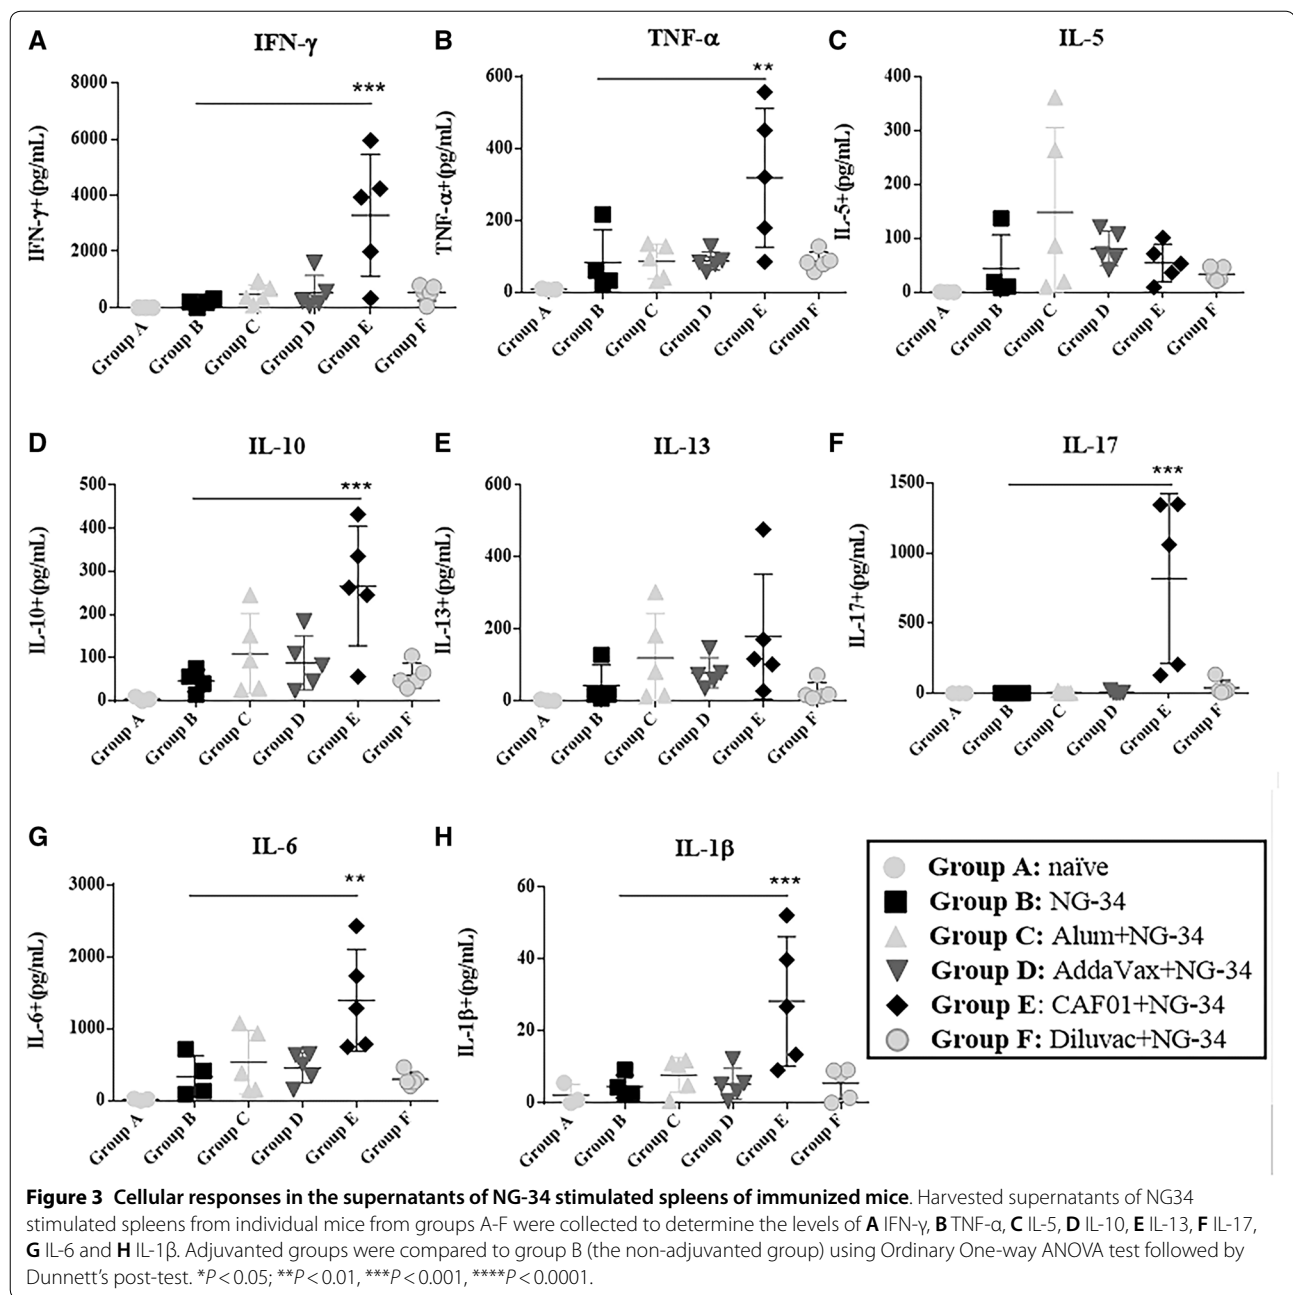 A
IFN-γ
***
IFN-γ+(pg/mL)
8000
6000
4000
2000
0
Group A
Group B
Group C
Group D
Group E
Group F
B
TNF-α
**
TNF-α+(pg/mL)
600
400
200
0
Group A
Group B
Group C
Group D
Group E
Group F
C
IL-5
IL-5+(pg/mL)
400
300
200
100
0
Group A
Group B
Group C
Group D
Group E
Group F
D
IL-10
***
IL-10+(pg/mL)
500
400
300
200
100
0
Group A
Group B
Group C
Group D
Group E
Group F
E
IL-13
IL-13+(pg/mL)
600
400
200
0
Group A
Group B
Group C
Group D
Group E
Group F
F
IL-17
***
IL-17+(pg/mL)
1500
1000
500
0
Group A
Group B
Group C
Group D
Group E
Group F
G
IL-6
**
IL-6+(pg/mL)
3000
2000
1000
0
Group A
Group B
Group C
Group D
Group E
Group F
H
IL-1β
***
IL-1β+(pg/mL)
60
40
20
0
Group A
Group B
Group C
Group D
Group E
Group F
Group A: naïve
Group B: NG-34
Group C: Alum+NG-34
Group D: AddaVax+NG-34
Group E: CAF01+NG-34
Group F: Diluvac+NG-34
Figure 3 Cellular responses in the supernatants of NG-34 stimulated spleens of immunized mice. Harvested supernatants of NG34
stimulated spleens from individual mice from groups A-F were collected to determine the levels of A IFN-γ, B TNF-α, C IL-5, D IL-10, E IL-13, F IL-17,
G IL-6 and H IL-1β. Adjuvanted groups were compared to group B (the non-adjuvanted group) using Ordinary One-way ANOVA test followed by
Dunnett's post-test. *P < 0.05; **P < 0.01, ***P < 0.001, ****P < 0.0001.